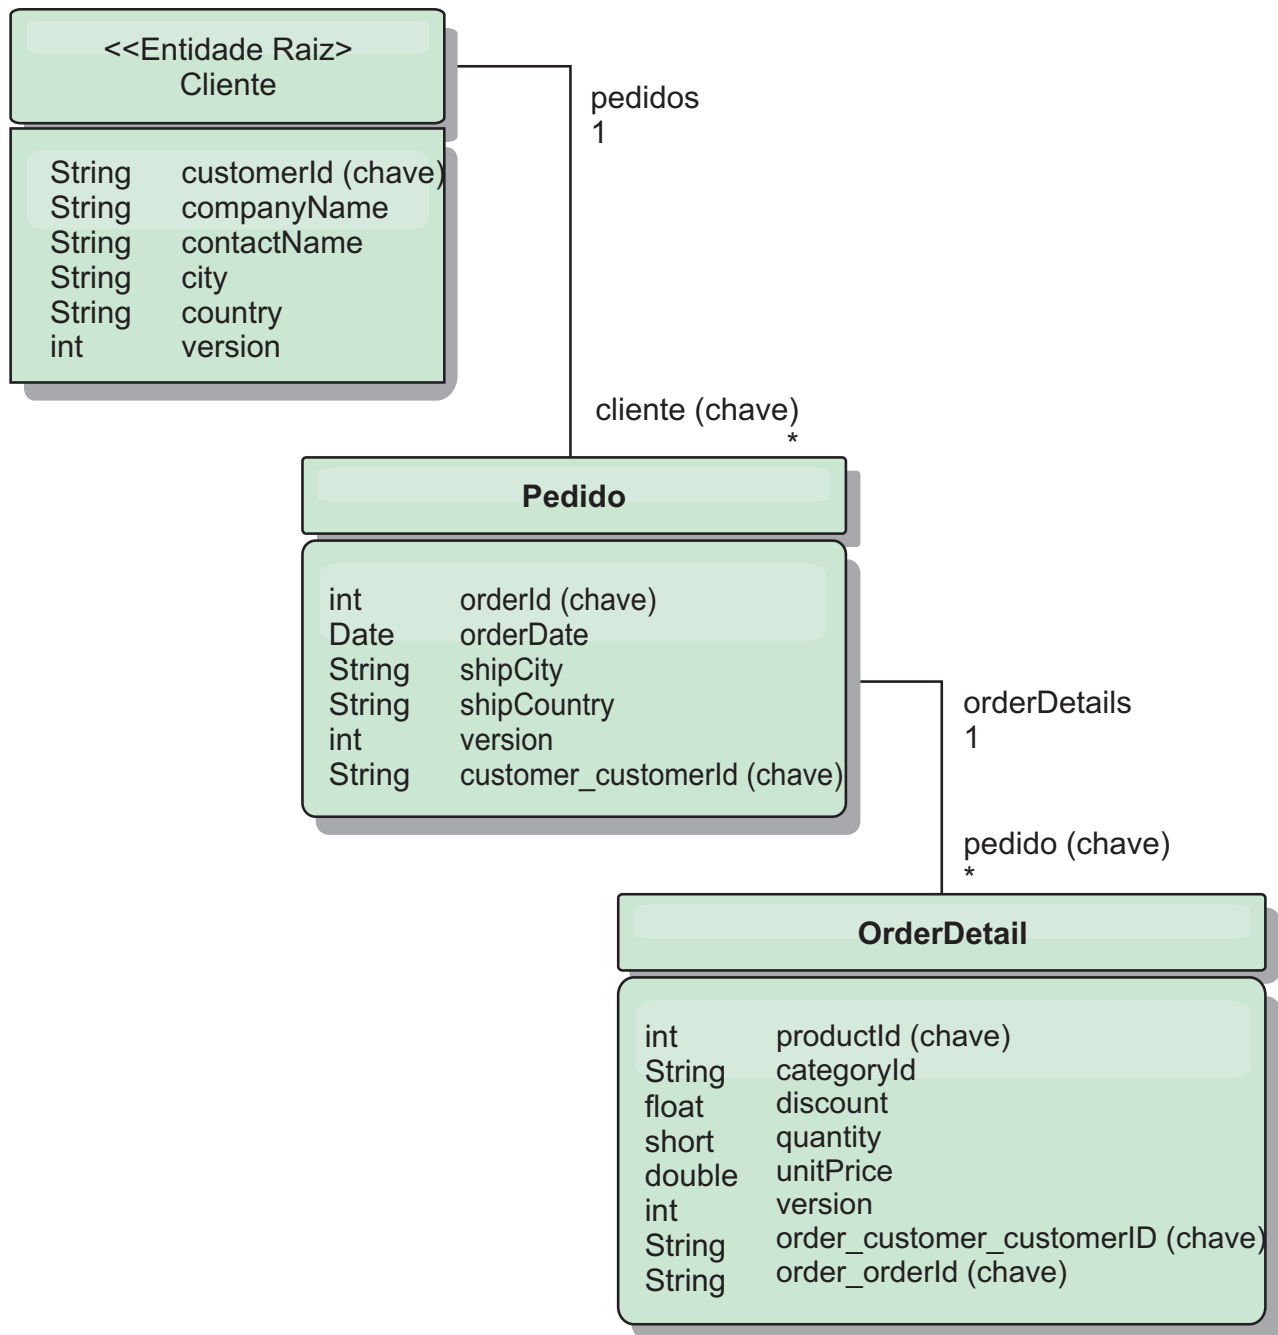 <<Entidade Raiz>
Cliente
String customerId (chave)
String companyName
String contactName
String city
String country
int version
pedidos
1
cliente (chave)
*
Pedido
int orderId (chave)
Date orderDate
String shipCity
String shipCountry
int version
String customer_customerId (chave)
orderDetails
1
pedido (chave)
*
OrderDetail
int productId (chave)
String categoryId
float discount
short quantity
double unitPrice
int version
String order_customer_customerID (chave)
String order_orderId (chave)